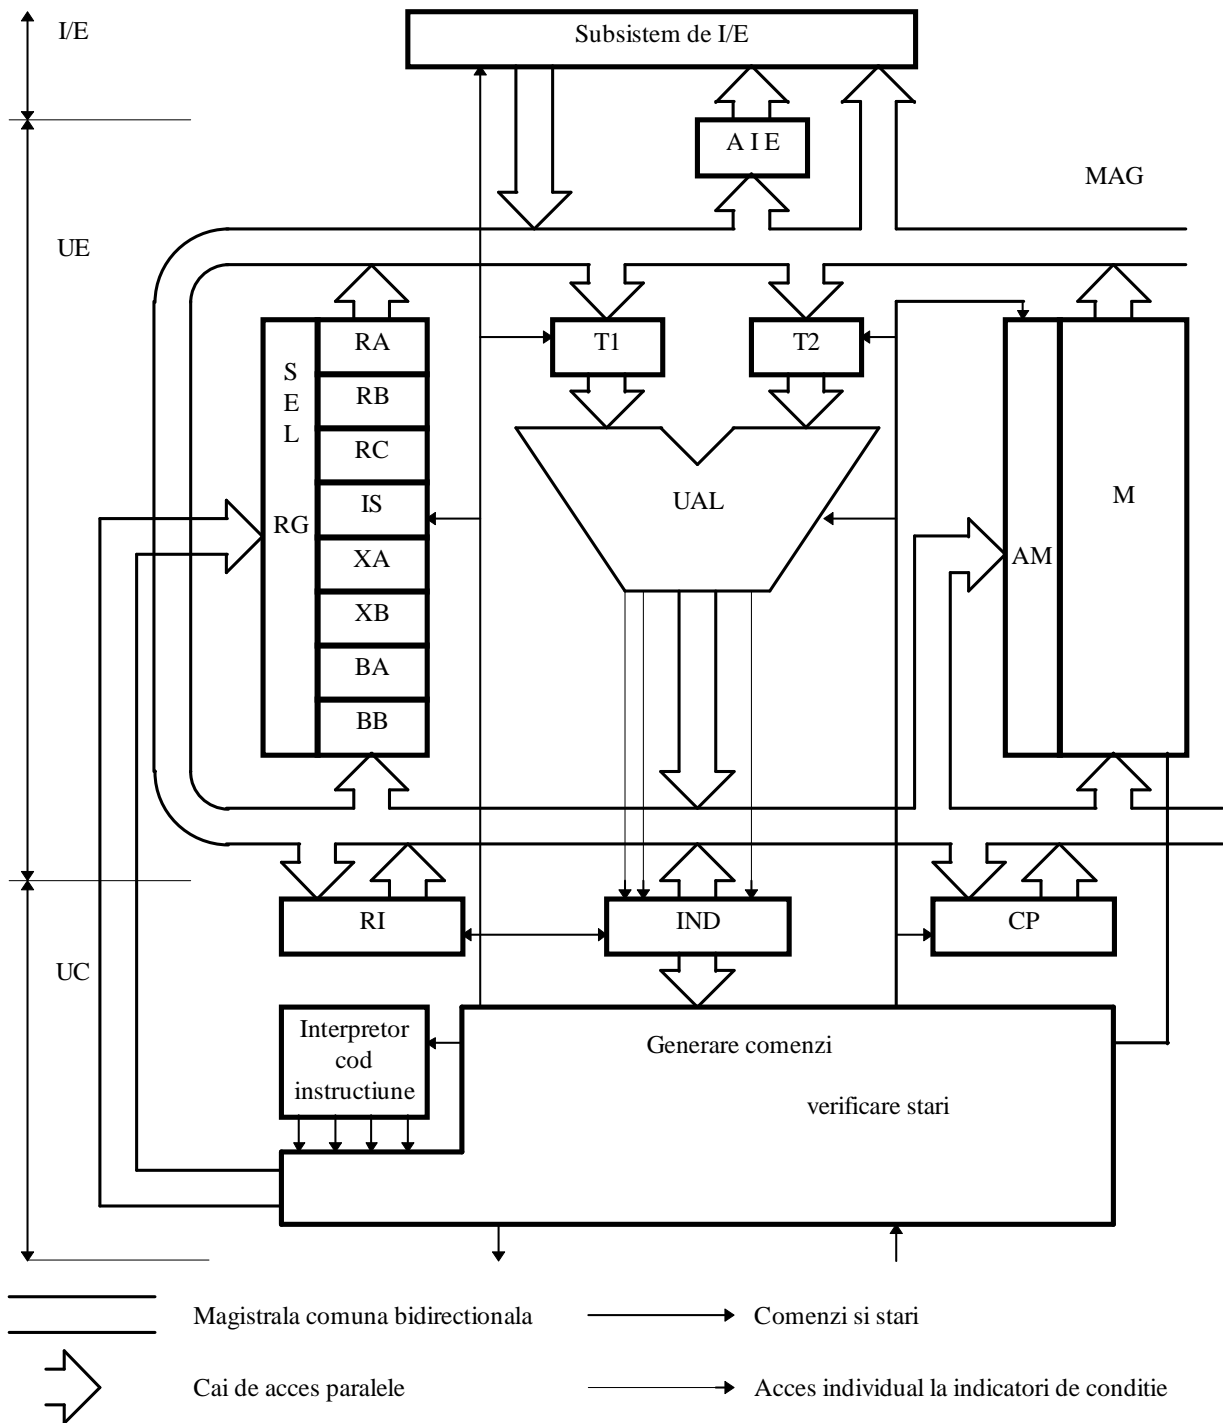 I/E
Subsistem de I/E
A I E
MAG
UE
S
E
L
RG
RA
RB
RC
IS
XA
XB
BA
BB
T1
T2
UAL
AM
M
RI
IND
CP
UC
Interpretor
cod
instructiune
Generare comenzi
verificare stari
Magistrala comuna bidirectionala
Comenzi si stari
Cai de acces paralele
Acces individual la indicatori de conditie